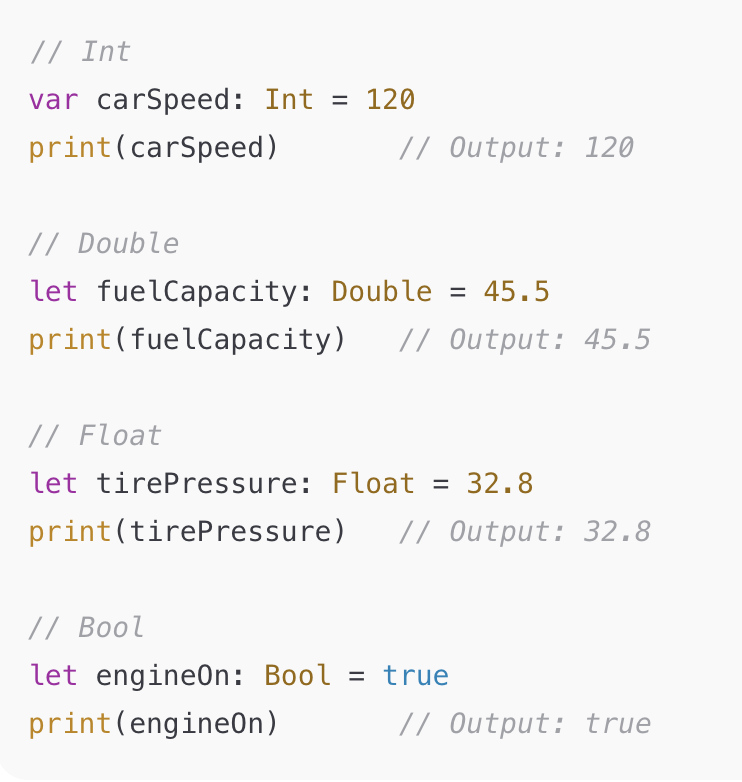 // Int
var carSpeed: Int = 120
print(carSpeed)       // Output: 120
// Double
let fuelCapacity: Double = 45.5
print(fuelCapacity)   // Output: 45.5
// Float
let tirePressure: Float = 32.8
print(tirePressure)   // Output: 32.8
// Bool
let engineOn: Bool = true
print(engineOn)       // Output: true